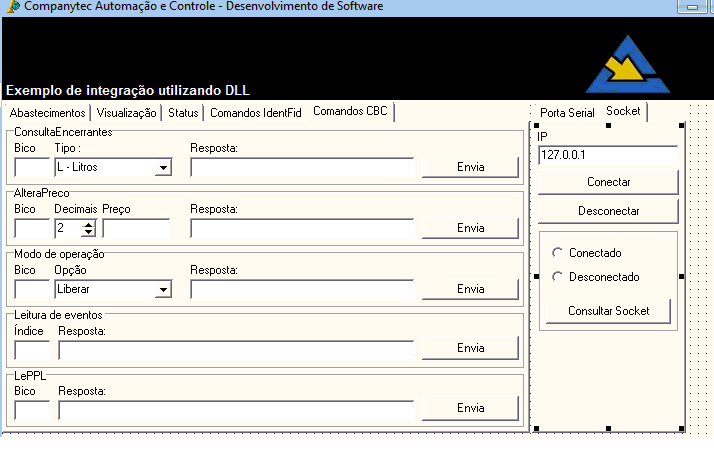 Companytec Automação e Controle - Desenvolvimento de Software
Exemplo de integração utilizando DLL
Abastecimentos Visualização Status Comandos IdentFid Comandos CBC
ConsultaEncerrantes
Bico Tipo : Resposta:
L - Litros Envia
AlteraPreco
Bico Decimais Preço Resposta:
2 Envia
Modo de operação
Bico Opção Resposta:
Liberar Envia
Leitura de eventos
Índice Resposta:
Envia
LePPL
Bico Resposta:
Envia
Porta Serial Socket
IP
127.0.0.1
Conectar
Desconectar
Conectado
Desconectado
Consultar Socket